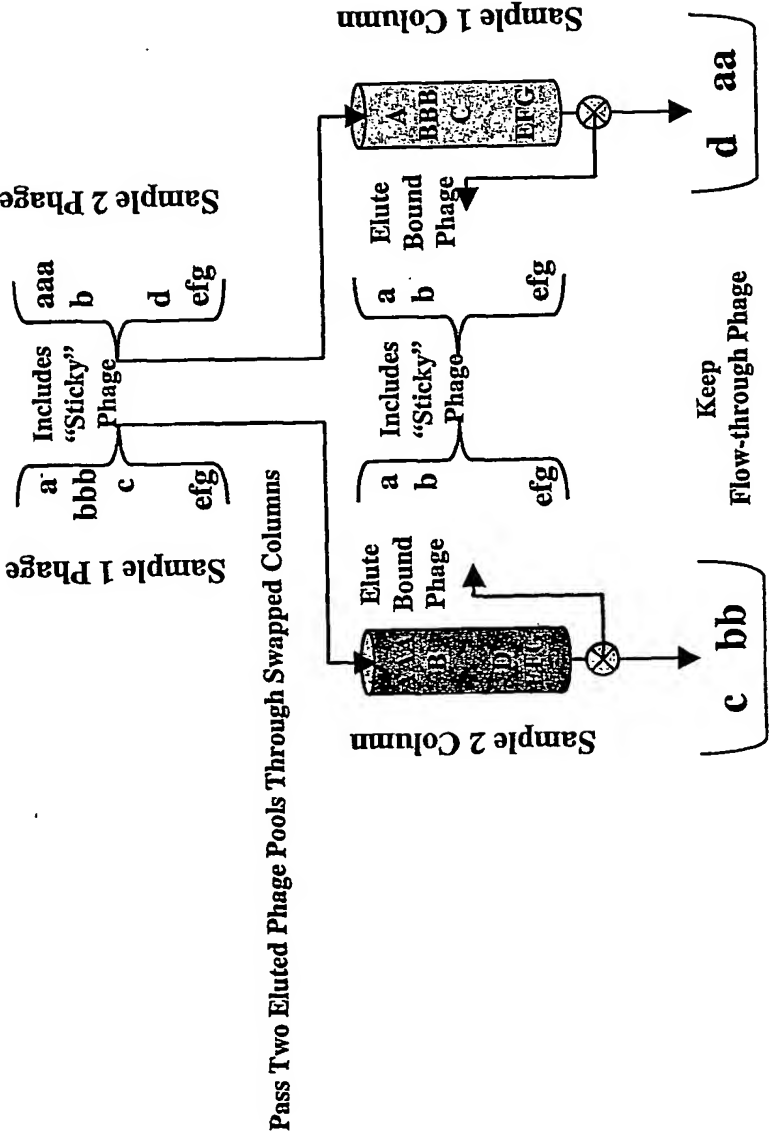 Sample 1 Phage
a
bbb
c
efg
Includes
“Sticky”
Phage
aaa
b
d
efg
Sample 2 Phage
Pass Two Eluted Phage Pools Through Swapped Columns
Sample 2 Column
AAA
B
D
EFG
Elute
Bound
Phage
a
b
efg
Includes
“Sticky”
Phage
a
b
efg
Elute
Bound
Phage
A
BBB
C
EFG
Sample 1 Column
c bb
Keep
Flow-through Phage
d aa